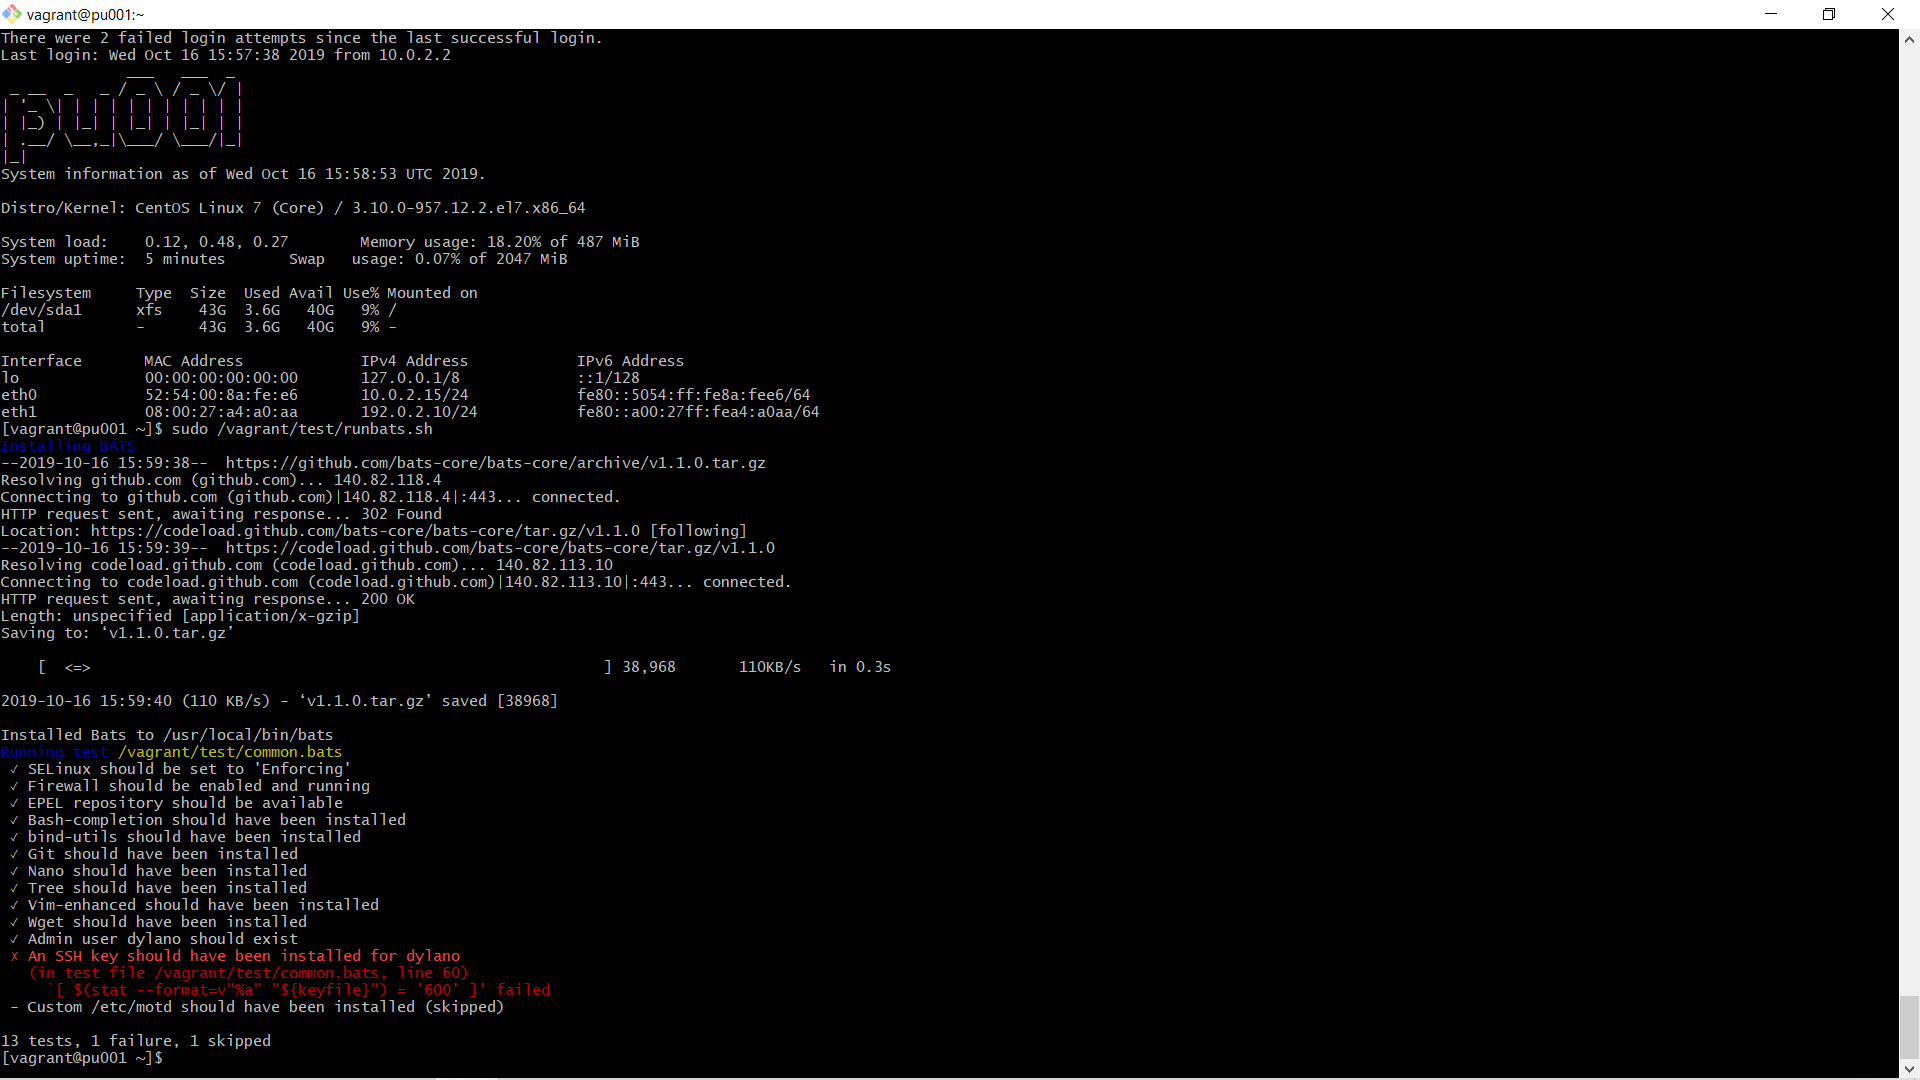 vagrant@pu001:~
There were 2 failed login attempts since the last successful login.
Last login: Wed Oct 16 15:57:38 2019 from 10.0.2.2
              ___   ___  _
 _ __  _   _ / _ \ / _ \/ |
| '_ \| | | | | | | | | | |
| |_) | |_| | |_| | |_| | |
| .__/ \__,_|\___/ \___/|_|
|_|
System information as of Wed Oct 16 15:58:53 UTC 2019.
Distro/Kernel: CentOS Linux 7 (Core) / 3.10.0-957.12.2.el7.x86_64
System load:    0.12, 0.48, 0.27        Memory usage: 18.20% of 487 MiB
System uptime:  5 minutes       Swap   usage: 0.07% of 2047 MiB
Filesystem     Type  Size  Used Avail Use% Mounted on
/dev/sda1      xfs    43G  3.6G   40G   9% /
total          -      43G  3.6G   40G   9% -
Interface       MAC Address             IPv4 Address            IPv6 Address
lo              00:00:00:00:00:00       127.0.0.1/8             ::1/128
eth0            52:54:00:8a:fe:e6       10.0.2.15/24            fe80::5054:ff:fe8a:fee6/64
eth1            08:00:27:a4:a0:aa       192.0.2.10/24           fe80::a00:27ff:fea4:a0aa/64
[vagrant@pu001 ~]$ sudo /vagrant/test/runbats.sh
Installing BATS
--2019-10-16 15:59:38--  https://github.com/bats-core/bats-core/archive/v1.1.0.tar.gz
Resolving github.com (github.com)... 140.82.118.4
Connecting to github.com (github.com)|140.82.118.4|:443... connected.
HTTP request sent, awaiting response... 302 Found
Location: https://codeload.github.com/bats-core/bats-core/tar.gz/v1.1.0 [following]
--2019-10-16 15:59:39--  https://codeload.github.com/bats-core/bats-core/tar.gz/v1.1.0
Resolving codeload.github.com (codeload.github.com)... 140.82.113.10
Connecting to codeload.github.com (codeload.github.com)|140.82.113.10|:443... connected.
HTTP request sent, awaiting response... 200 OK
Length: unspecified [application/x-gzip]
Saving to: ‘v1.1.0.tar.gz’
    [  <=>                                                         ] 38,968       110KB/s   in 0.3s
2019-10-16 15:59:40 (110 KB/s) - ‘v1.1.0.tar.gz’ saved [38968]
Installed Bats to /usr/local/bin/bats
Running test /vagrant/test/common.bats
 ✓ SELinux should be set to 'Enforcing'
 ✓ Firewall should be enabled and running
 ✓ EPEL repository should be available
 ✓ Bash-completion should have been installed
 ✓ bind-utils should have been installed
 ✓ Git should have been installed
 ✓ Nano should have been installed
 ✓ Tree should have been installed
 ✓ Vim-enhanced should have been installed
 ✓ Wget should have been installed
 ✓ Admin user dylano should exist
 ✗ An SSH key should have been installed for dylano
   (in test file /vagrant/test/common.bats, line 60)
     `[ $(stat --format=v"%a" "${keyfile}") = '600' ]' failed
 - Custom /etc/motd should have been installed (skipped)
13 tests, 1 failure, 1 skipped
[vagrant@pu001 ~]$